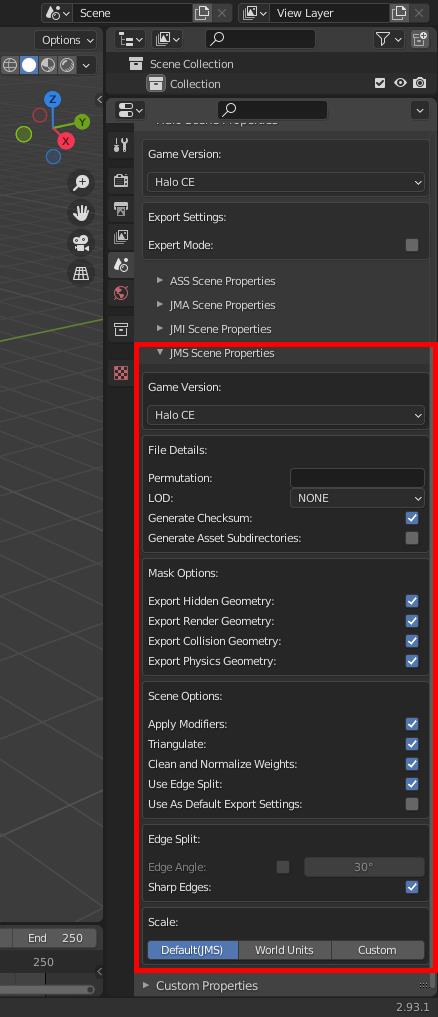 Scene
View Layer
Options
Scene Collection
Collection
Z
Y
X
Game Version:
Halo CE
Export Settings:
Expert Mode:
ASS Scene Properties
JMA Scene Properties
JMI Scene Properties
JMS Scene Properties
Game Version:
Halo CE
File Details:
Permutation:
LOD: NONE
Generate Checksum:
Generate Asset Subdirectories:
Mask Options:
Export Hidden Geometry:
Export Render Geometry:
Export Collision Geometry:
Export Physics Geometry:
Scene Options:
Apply Modifiers:
Triangulate:
Clean and Normalize Weights:
Use Edge Split:
Use As Default Export Settings:
Edge Split:
Edge Angle: 30°
Sharp Edges:
Scale:
Default(JMS) World Units Custom
End 250
250
Custom Properties
2.93.1